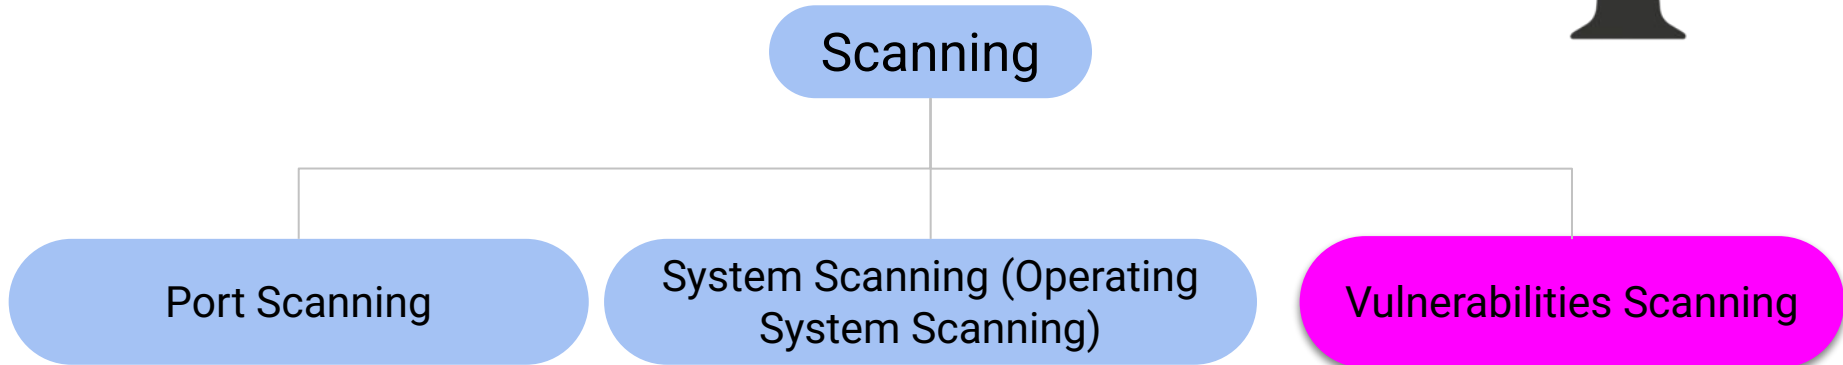 Scanning
Port Scanning
System Scanning (Operating
System Scanning)
Vulnerabilities Scanning